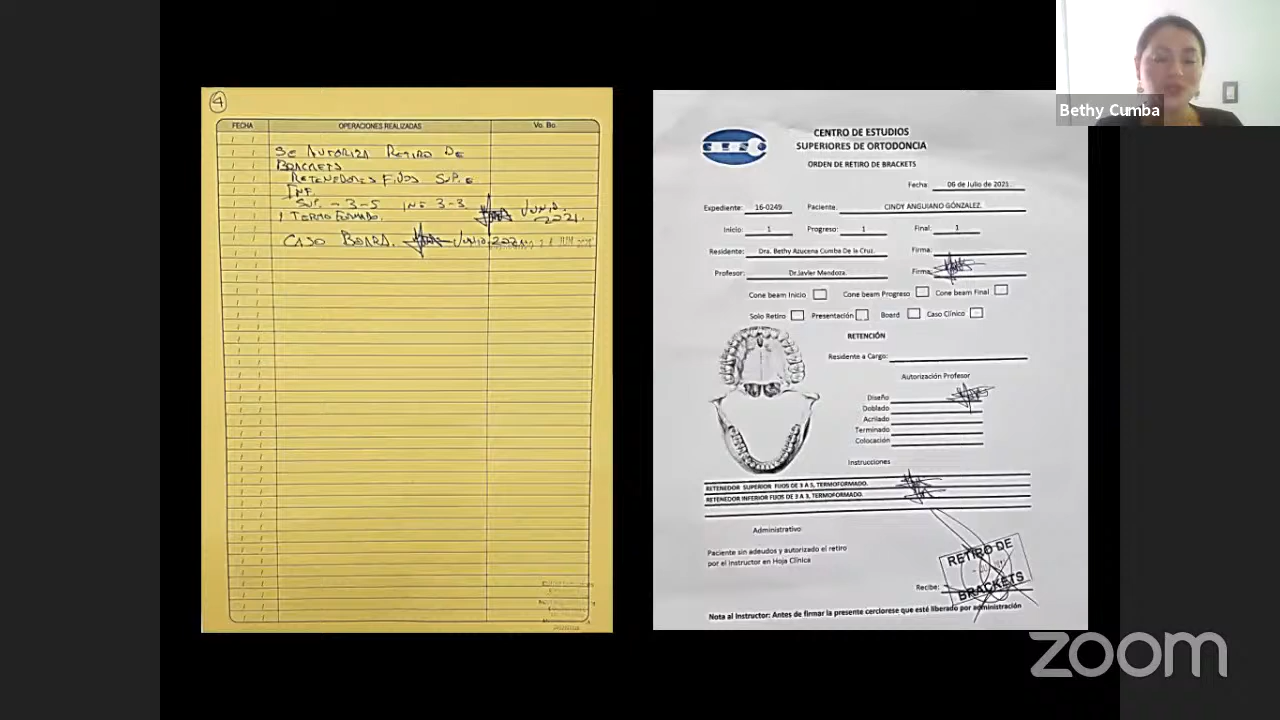 Bethy Cumba
4
FECHA OPERACIONES REALIZADAS Vo. Bo.
SE AUTORIZA RETIRO DE
BRACKETS
RETENEDORES FIJOS SUP. E
INF.
SUP. - 3-5 INF 3-3
1 TERMOFORMADO. JUNIO 2021.
CASO BOARD. JUNIO 2021
CENTRO DE ESTUDIOS
SUPERIORES DE ORTODONCIA
ORDEN DE RETIRO DE BRACKETS
Fecha: 06 de Julio de 2021
Expediente: 16-0249 Paciente: CINDY ANGUIANO GÓNZALEZ.
Inicio: 1 Progreso: 1 Final: 1
Residente: Dra. Bethy Azucena Cumba De la Cruz. Firma:
Profesor: Dr.Javier Mendoza. Firma:
Cone beam Inicio Cone beam Progreso Cone beam Final
Solo Retiro Presentación Board Caso Clínico
RETENCIÓN
Residente a Cargo:
Autorización Profesor
Diseño
Doblado
Acrilado
Terminado
Colocación
Instrucciones
RETENEDOR SUPERIOR FIJOS DE 3 A 5, TERMOFORMADO.
RETENEDOR INFERIOR FIJOS DE 3 A 3, TERMOFORMADO.
Administrativo
Paciente sin adeudos y autorizado el retiro
por el instructor en Hoja Clínica
RETIRO DE
BRACKETS
Recibe:
Nota al Instructor: Antes de firmar la presente cerciorese que esté liberado por administración
zoom